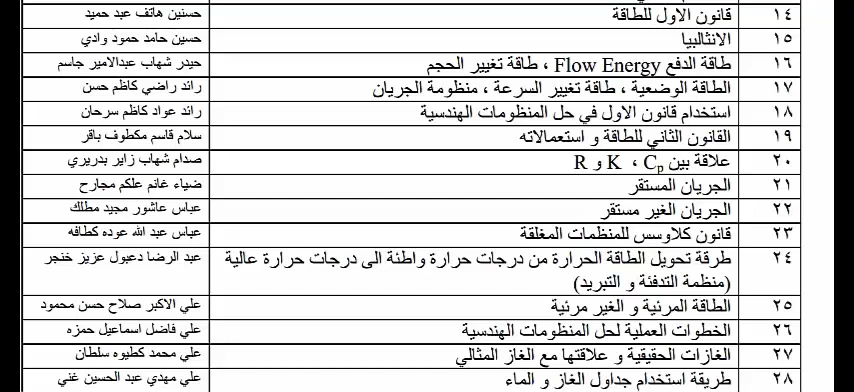 ١٤ قانون الاول للطاقة حسنين هاتف عبد حميد
١٥ الانثالبيا حسين حامد حمود وادي
١٦ طاقة الدفع Flow Energy ، طاقة تغيير الحجم حيدر شهاب عبدالامير جاسم
١٧ الطاقة الوضعية ، طاقة تغيير السرعة ، منظومة الجريان رائد راضي كاظم حسن
١٨ استخدام قانون الاول في حل المنظومات الهندسية رائد عواد كاظم سرحان
١٩ القانون الثاني للطاقة و استعمالاته سلام قاسم مكطوف باقر
٢٠ علاقة بين Cp ، K و R صدام شهاب زاير بدريري
٢١ الجريان المستقر ضياء غانم علكم مجارح
٢٢ الجريان الغير مستقر عباس عاشور مجيد مطلك
٢٣ قانون كلاوسس للمنظمات المغلقة عباس عبد الله عوده كطافه
٢٤ طرقة تحويل الطاقة الحرارة من درجات حرارة واطئة الى درجات حرارة عالية عبد الرضا دعبول عزيز خنجر
(منظمة التدفئة و التبريد)
٢٥ الطاقة المرئية و الغير مرئية علي الاكبر صلاح حسن محمود
٢٦ الخطوات العملية لحل المنظومات الهندسية علي فاضل اسماعيل حمزه
٢٧ الغازات الحقيقية و علاقتها مع الغاز المثالي علي محمد كطيوه سلطان
٢٨ طريقة استخدام جداول الغاز و الماء علي مهدي عبد الحسين غني